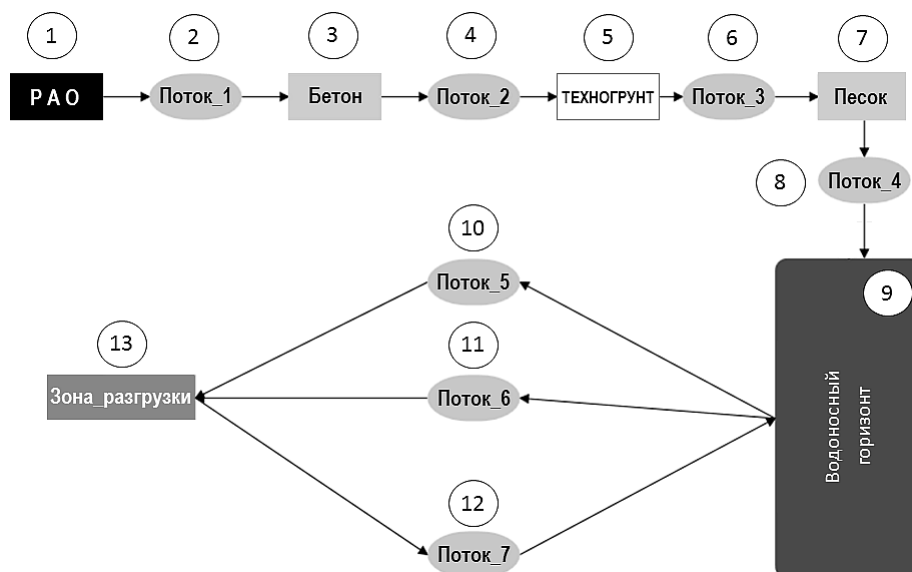 1
2
3
4
5
6
7
РАО
Поток_1
Бетон
Поток_2
ТЕХНОГРУНТ
Поток_3
Песок
8
Поток_4
10
Поток_5
9
Водоносный
горизонт
13
Зона_разгрузки
11
Поток_6
12
Поток_7